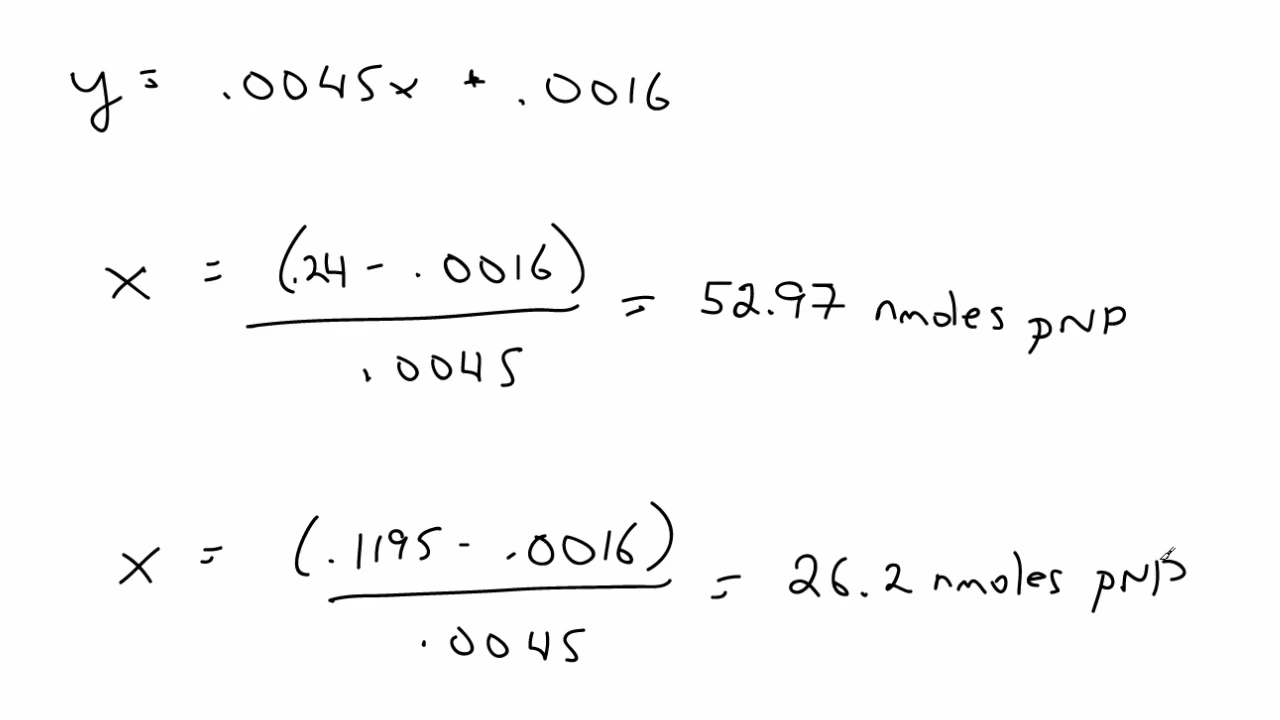 y = .0045x + .0016
x = (.24 - .0016) / .0045 = 52.97 nmoles pNP
x = (.1195 - .0016) / .0045 = 26.2 nmoles pNP